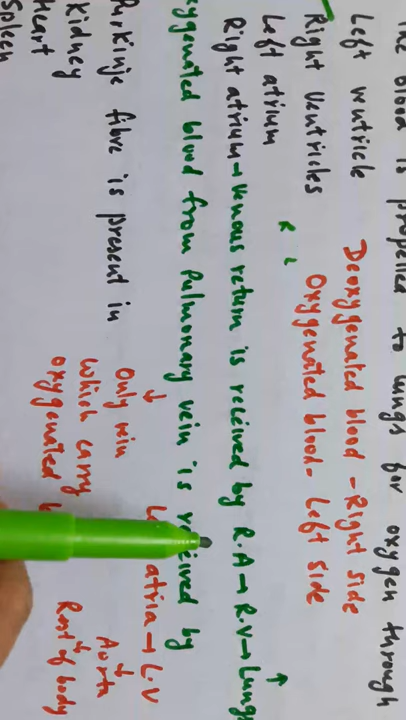 The blood is propelled to lungs for oxygen through
Left ventricle
Deoxygenated blood - Right side
Right Ventricles
Oxygenated blood - Left side
Left atrium
R L
Right atrium → Venous return is received by R.A → R.V → Lungs
↑
oxygenated blood from Pulmonary vein is received by
atria → L.V
↓
Aorta
↓
Rest of body
Purkinje fibre is present in
↓
Only vein
which carry
oxygenated
Kidney
Heart
Spleen